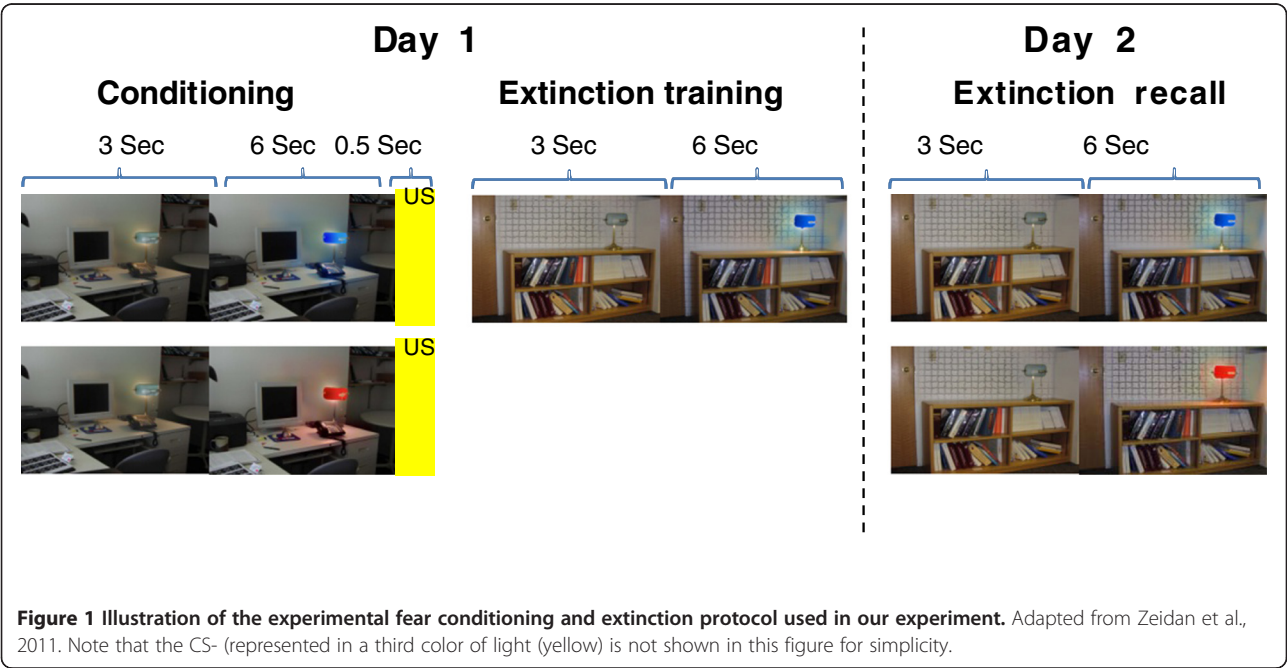 Day 1
Day 2
Conditioning
Extinction training
Extinction recall
3 Sec
6 Sec
0.5 Sec
3 Sec
6 Sec
3 Sec
6 Sec
US
US
Figure 1 Illustration of the experimental fear conditioning and extinction protocol used in our experiment. Adapted from Zeidan et al.,
2011. Note that the CS- (represented in a third color of light (yellow) is not shown in this figure for simplicity.